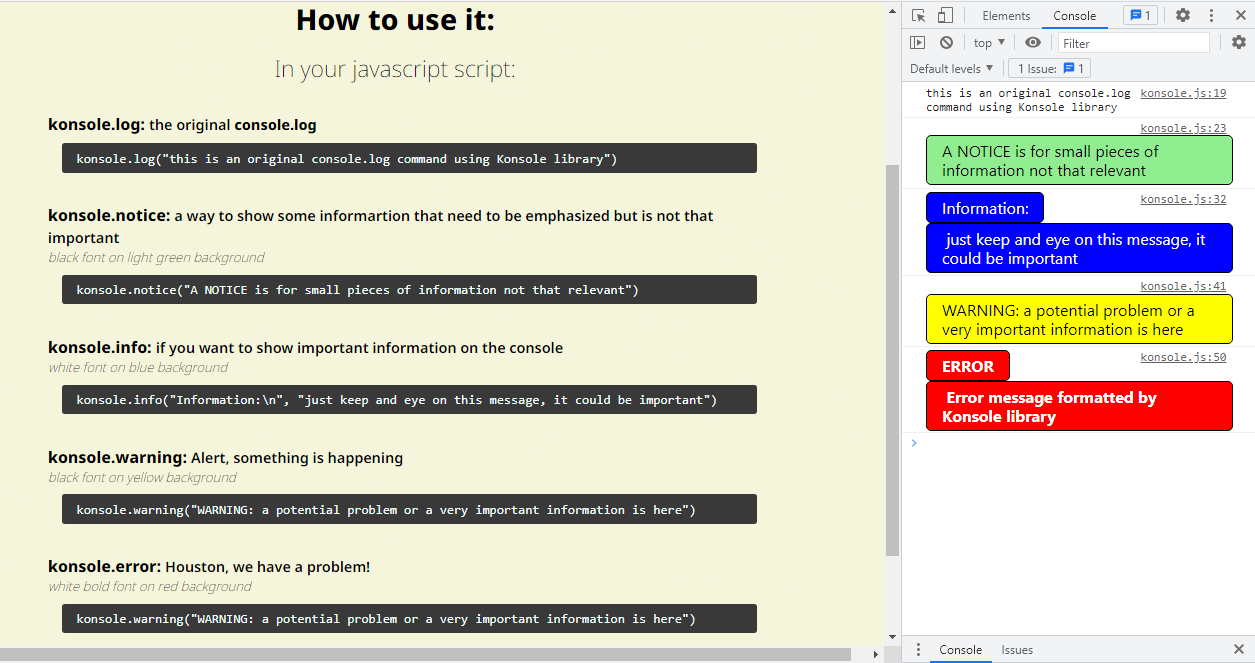 How to use it:
In your javascript script:
konsole.log: the original console.log
konsole.log("this is an original console.log command using Konsole library")
konsole.notice: a way to show some informartion that need to be emphasized but is not that
important
black font on light green background
konsole.notice("A NOTICE is for small pieces of information not that relevant")
konsole.info: if you want to show important information on the console
white font on blue background
konsole.info("Information:\n", "just keep and eye on this message, it could be important")
konsole.warning: Alert, something is happening
black font on yellow background
konsole.warning("WARNING: a potential problem or a very important information is here")
konsole.error: Houston, we have a problem!
white bold font on red background
konsole.warning("WARNING: a potential problem or a very important information is here")
Elements Console 1
top Filter
Default levels 1 Issue: 1
this is an original console.log konsole.js:19
command using Konsole library
konsole.js:23
A NOTICE is for small pieces of
information not that relevant
Information: konsole.js:32
just keep and eye on this message, it
could be important
konsole.js:41
WARNING: a potential problem or a
very important information is here
ERROR konsole.js:50
Error message formatted by
Konsole library
Console Issues